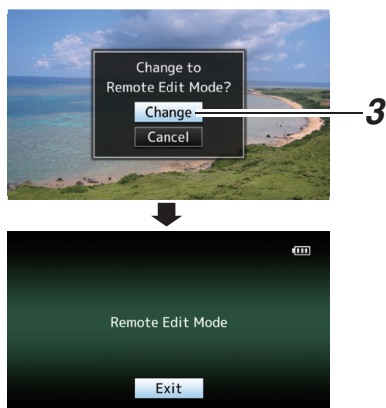 Change to
Remote Edit Mode?
Change
3
Cancel
Remote Edit Mode
Exit